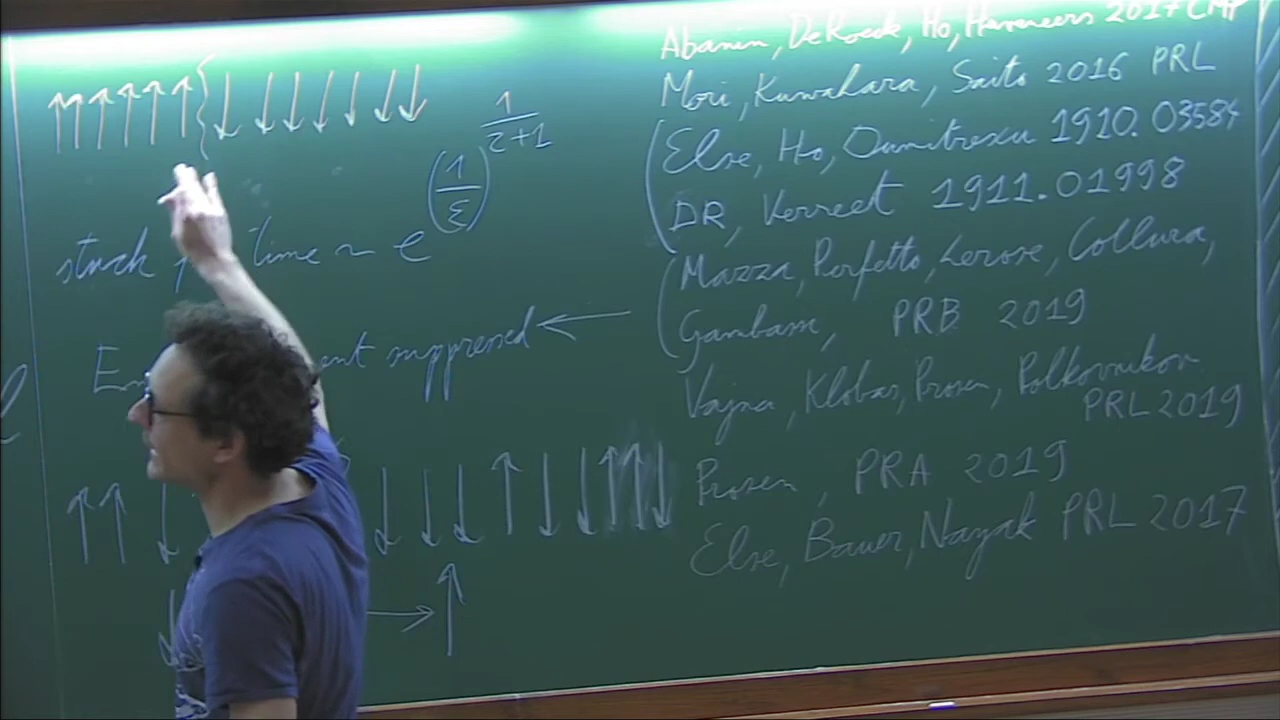 1
2+1
(1
ε)
stuck time ~ e
suppressed ←
Abanin, De Roeck, Ho, Huveneers 2017 CMP
Mori, Kuwahara, Saito 2016 PRL
Else, Ho, Dumitrescu 1910.03584
DR, Verreet 1911.01998
Mazza, Perfetto, Lerose, Collura,
Gambassi, PRB 2019
Vajna, Klobas, Prosen, Polkovnikov
PRL 2019
Prosen, PRA 2019
Else, Bauer, Nayak PRL 2017